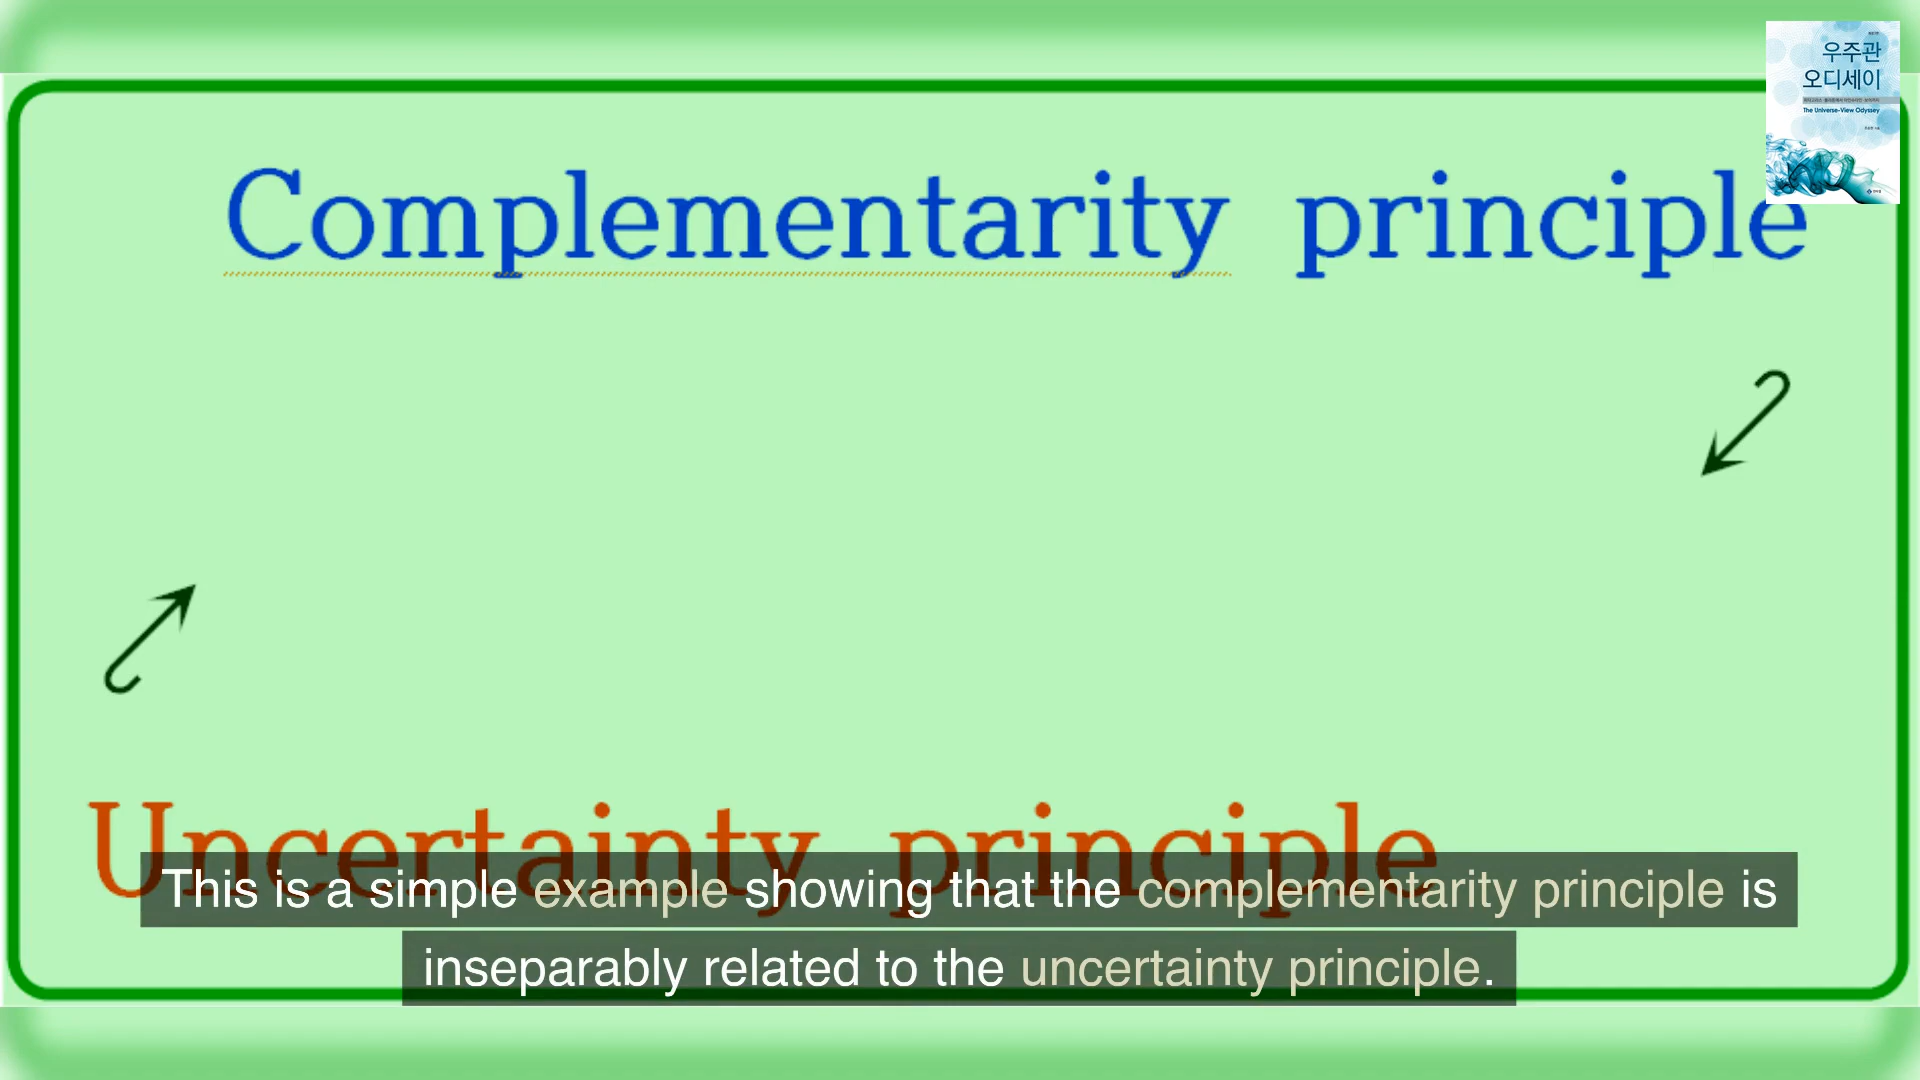 우주관
오디세이
The Universe-View Odyssey
Complementarity principle
Uncertainty principle
This is a simple example showing that the complementarity principle is
inseparably related to the uncertainty principle.